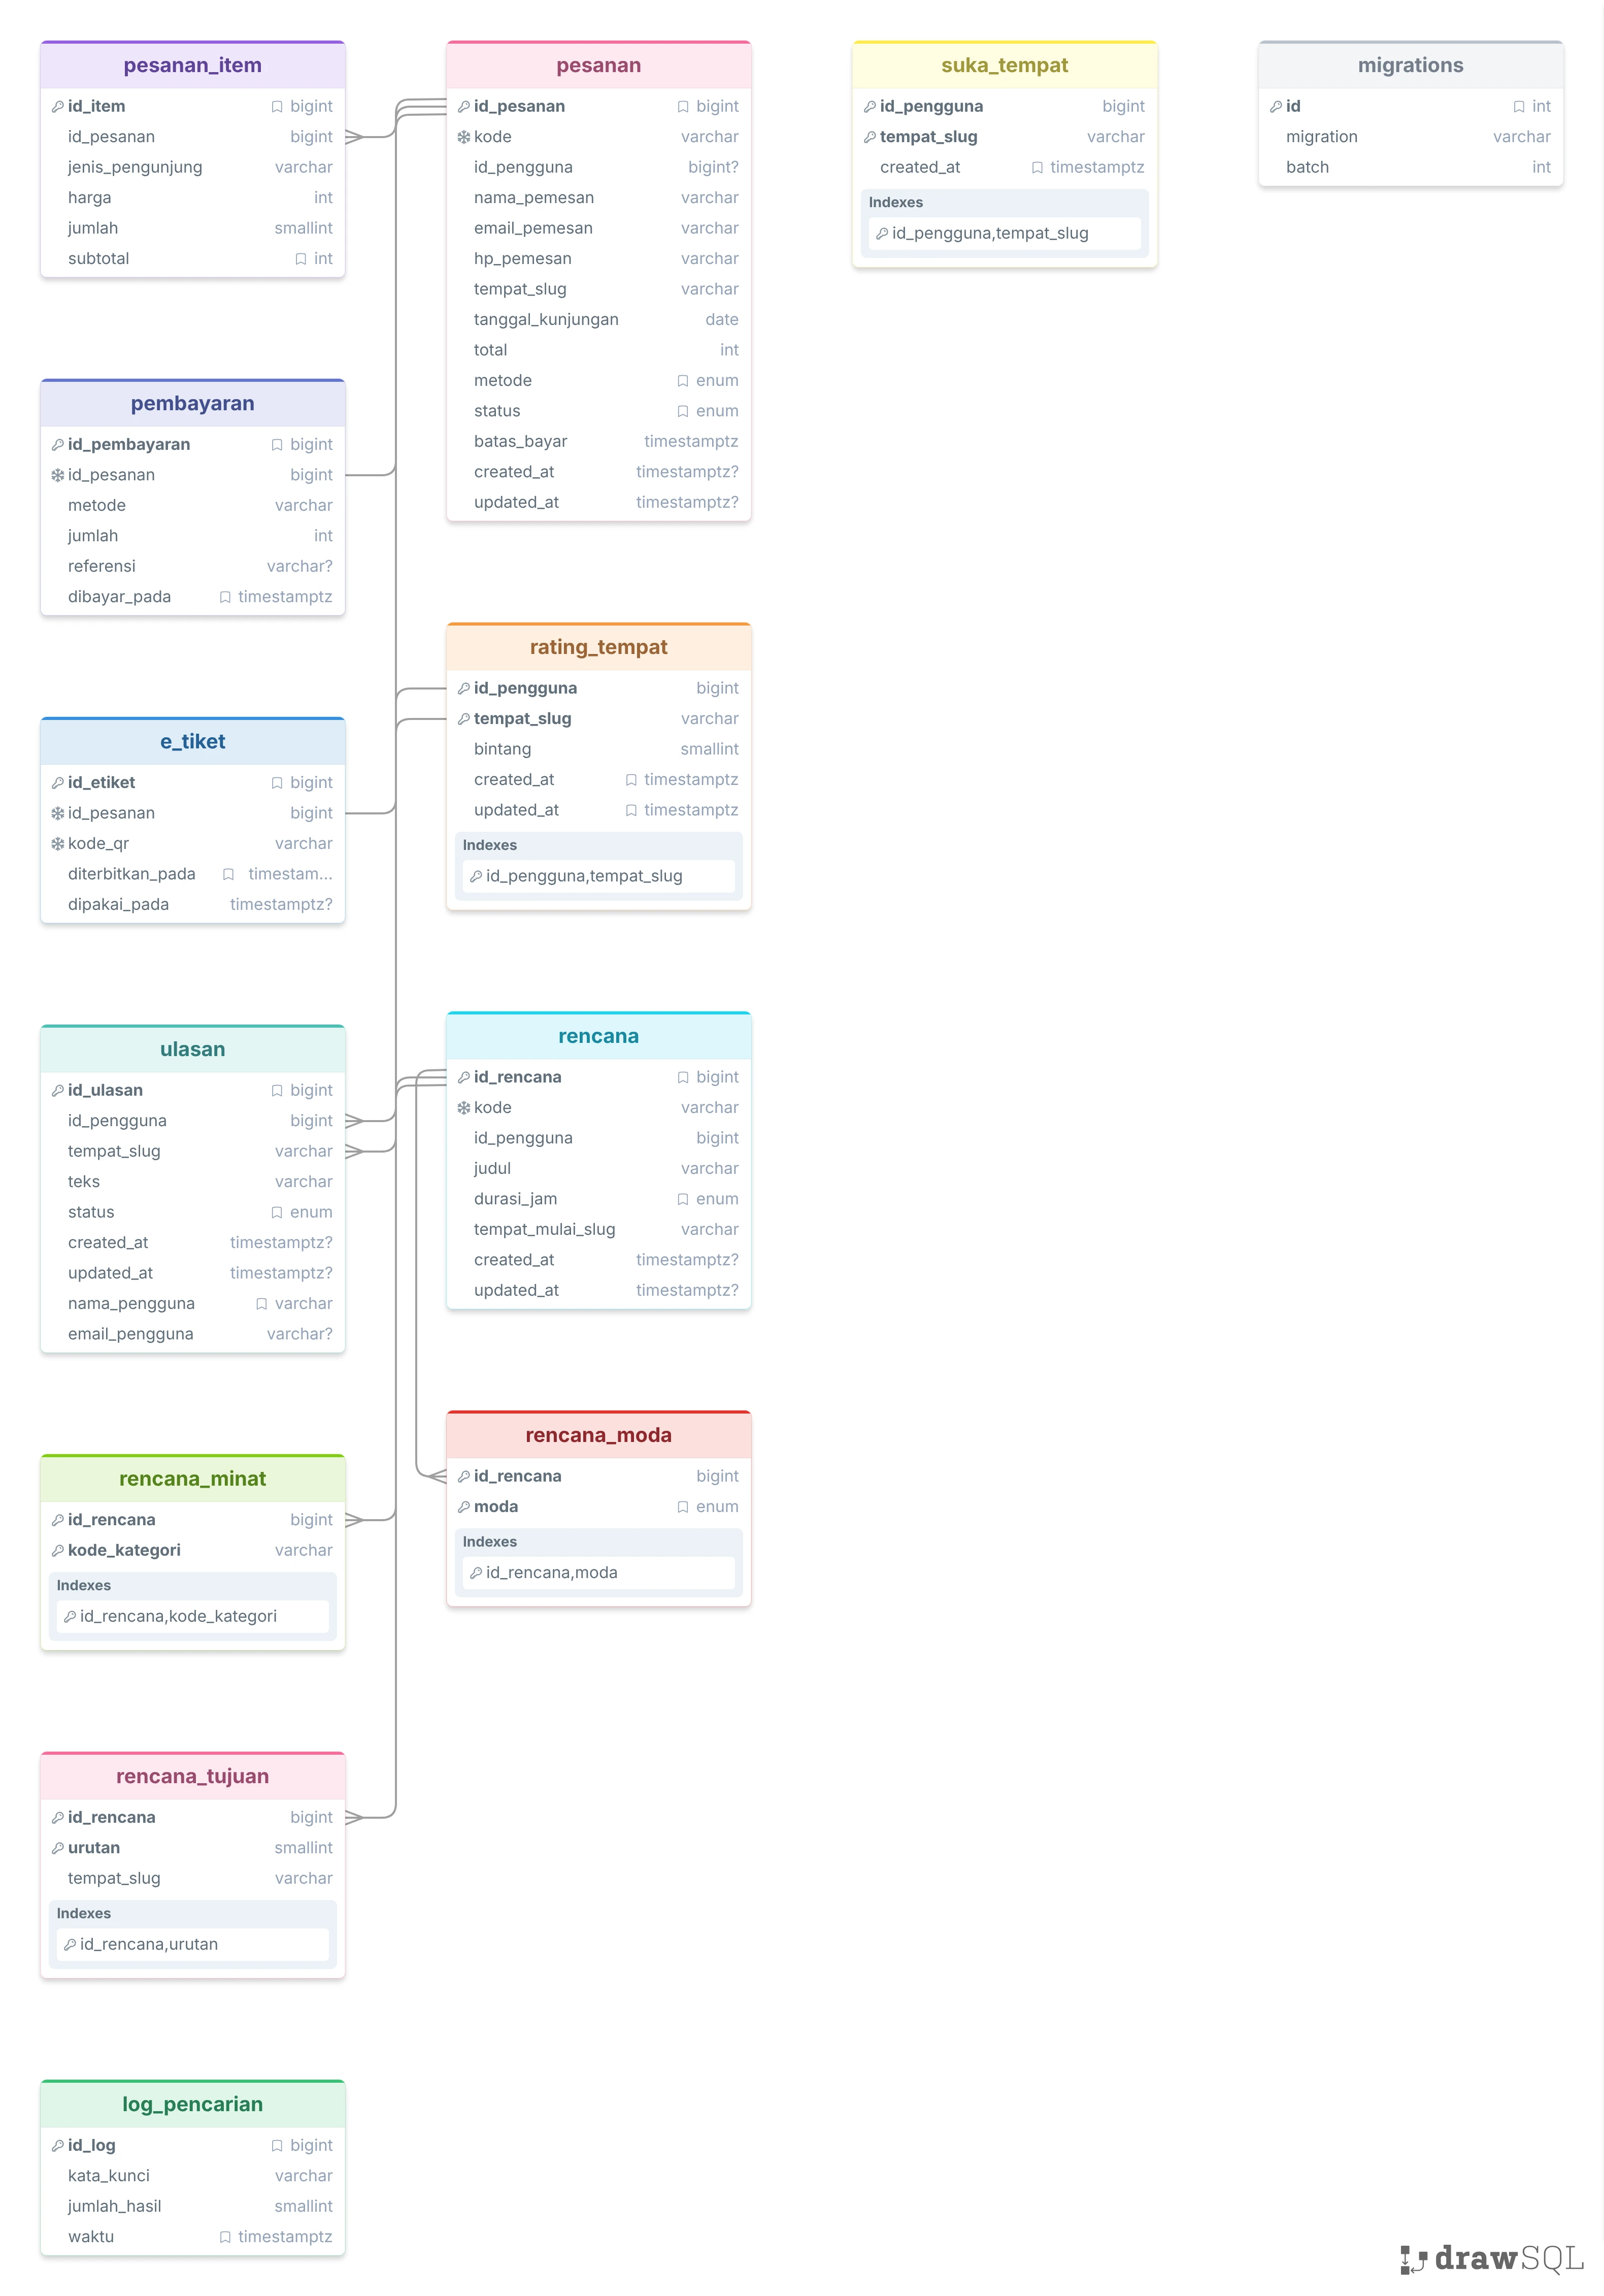 pesanan_item
id_item bigint
id_pesanan bigint
jenis_pengunjung varchar
harga int
jumlah smallint
subtotal int
pembayaran
id_pembayaran bigint
id_pesanan bigint
metode varchar
jumlah int
referensi varchar?
dibayar_pada timestamptz
e_tiket
id_etiket bigint
id_pesanan bigint
kode_qr varchar
diterbitkan_pada timestam...
dipakai_pada timestamptz?
ulasan
id_ulasan bigint
id_pengguna bigint
tempat_slug varchar
teks varchar
status enum
created_at timestamptz?
updated_at timestamptz?
nama_pengguna varchar
email_pengguna varchar?
rencana_minat
id_rencana bigint
kode_kategori varchar
Indexes
id_rencana,kode_kategori
rencana_tujuan
id_rencana bigint
urutan smallint
tempat_slug varchar
Indexes
id_rencana,urutan
log_pencarian
id_log bigint
kata_kunci varchar
jumlah_hasil smallint
waktu timestamptz
pesanan
id_pesanan bigint
kode varchar
id_pengguna bigint?
nama_pemesan varchar
email_pemesan varchar
hp_pemesan varchar
tempat_slug varchar
tanggal_kunjungan date
total int
metode enum
status enum
batas_bayar timestamptz
created_at timestamptz?
updated_at timestamptz?
rating_tempat
id_pengguna bigint
tempat_slug varchar
bintang smallint
created_at timestamptz
updated_at timestamptz
Indexes
id_pengguna,tempat_slug
rencana
id_rencana bigint
kode varchar
id_pengguna bigint
judul varchar
durasi_jam enum
tempat_mulai_slug varchar
created_at timestamptz?
updated_at timestamptz?
rencana_moda
id_rencana bigint
moda enum
Indexes
id_rencana,moda
suka_tempat
id_pengguna bigint
tempat_slug varchar
created_at timestamptz
Indexes
id_pengguna,tempat_slug
migrations
id int
migration varchar
batch int
drawSQL